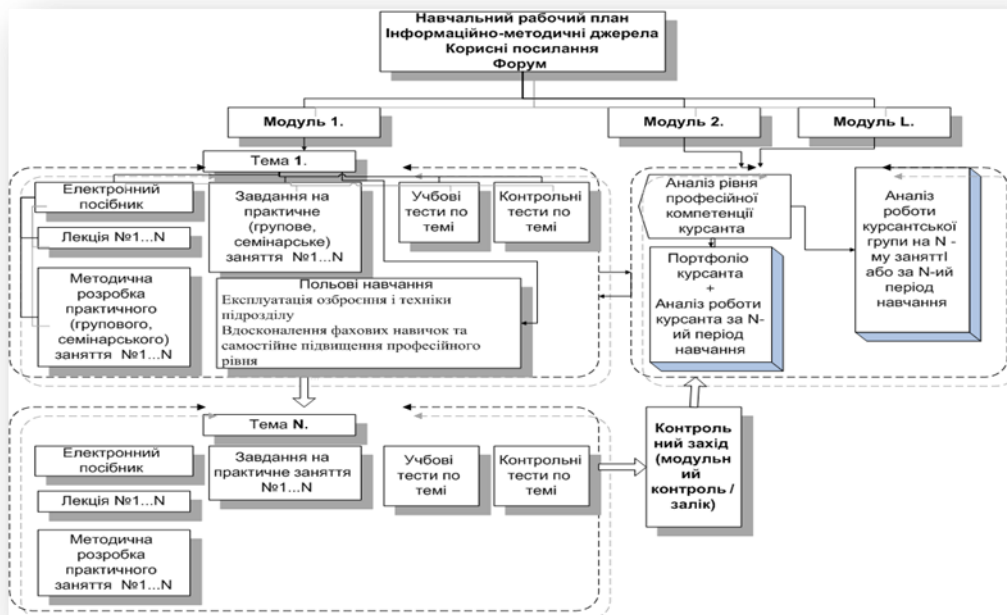 Навчальний рабочий план
Інформаційно-методичні джерела
Корисні посилання
Форум
Модуль 1.
Модуль 2.
Модуль L.
Тема 1.
Електронний
посібник
Лекція №1...N
Методична
розробка
практичного
(групового,
семінарського)
заняття №1...N
Завдання на
практичне
(групове,
семінарське)
заняття №1...N
Учбові
тести по
темі
Контрольні
тести по
темі
Польові навчання
Експлуатація озброєння і техніки
підрозділу
Вдосконалення фахових навичок та
самостійне підвищення професійного
рівня
Аналіз рівня
професійної
компетенції
курсанта
Портфоліо
курсанта
+
Аналіз роботи
курсанта за N-
ий період
навчання
Аналіз
роботи
курсантської
групи на N -
му заняттІ
або за N-ий
період
навчання
Тема N.
Електронний
посібник
Лекція №1...N
Методична
розробка
практичного
заняття №1...N
Завдання на
практичне заняття
№1...N
Учбові
тести по
темі
Контрольні
тести по
темі
Контроль
ний захід
(модульн
ий
контроль /
залік)